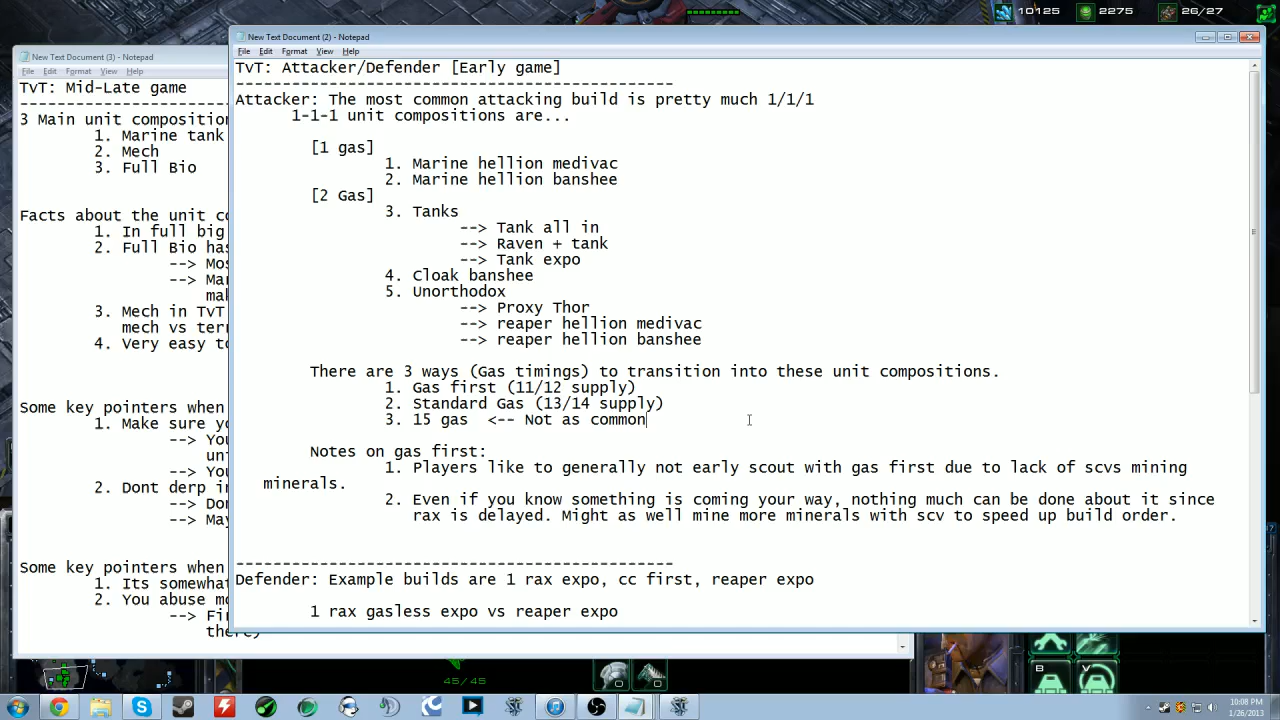 10125 2275 26/27
New Text Document (2) - Notepad
File Edit Format View Help
TvT: Attacker/Defender [Early game]
-----------------------------------------------
Attacker: The most common attacking build is pretty much 1/1/1
1-1-1 unit compositions are...
[1 gas]
1. Marine hellion medivac
2. Marine hellion banshee
[2 Gas]
3. Tanks
--> Tank all in
--> Raven + tank
--> Tank expo
4. Cloak banshee
5. Unorthodox
--> Proxy Thor
--> reaper hellion medivac
--> reaper hellion banshee
There are 3 ways (Gas timings) to transition into these unit compositions.
1. Gas first (11/12 supply)
2. Standard Gas (13/14 supply)
3. 15 gas <-- Not as common
Notes on gas first:
1. Players like to generally not early scout with gas first due to lack of scvs mining
minerals.
2. Even if you know something is coming your way, nothing much can be done about it since
rax is delayed. Might as well mine more minerals with scv to speed up build order.
-----------------------------------------------
Defender: Example builds are 1 rax expo, cc first, reaper expo
1 rax gasless expo vs reaper expo
New Text Document (3) - Notepad
File Edit Format View Help
TvT: Mid-Late game
-----------------------
3 Main unit composition
1. Marine tank
2. Mech
3. Full Bio
Facts about the unit co
1. In full big
2. Full Bio has
--> Mos
--> Mar
mak
3. Mech in TvT
mech vs terr
4. Very easy to
Some key pointers when
1. Make sure yo
--> You
uni
--> You
2. Dont derp in
--> Don
--> May
Some key pointers when
1. Its somewhat
2. You abuse mo
--> Fir
there)
45/45
B V
10:08 PM
1/26/2013